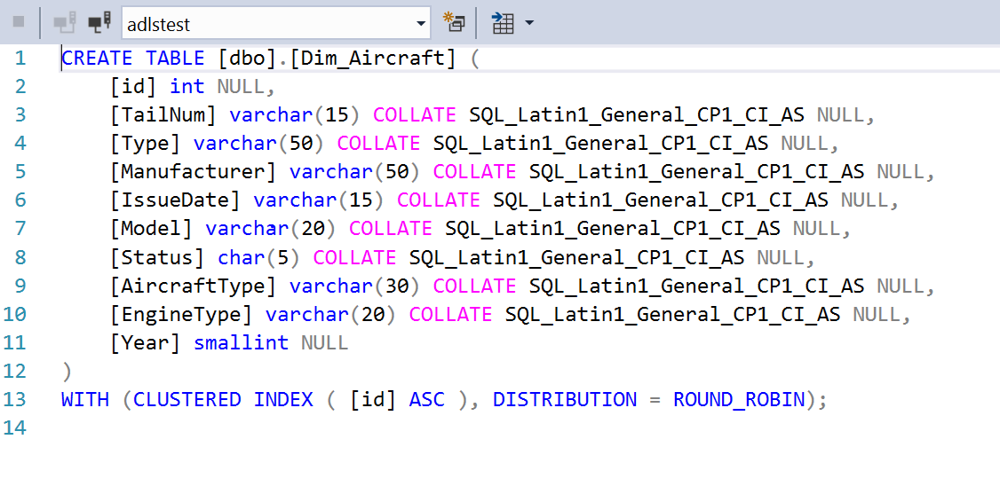 adlstest
1 CREATE TABLE [dbo].[Dim_Aircraft] (
2 [id] int NULL,
3 [TailNum] varchar(15) COLLATE SQL_Latin1_General_CP1_CI_AS NULL,
4 [Type] varchar(50) COLLATE SQL_Latin1_General_CP1_CI_AS NULL,
5 [Manufacturer] varchar(50) COLLATE SQL_Latin1_General_CP1_CI_AS NULL,
6 [IssueDate] varchar(15) COLLATE SQL_Latin1_General_CP1_CI_AS NULL,
7 [Model] varchar(20) COLLATE SQL_Latin1_General_CP1_CI_AS NULL,
8 [Status] char(5) COLLATE SQL_Latin1_General_CP1_CI_AS NULL,
9 [AircraftType] varchar(30) COLLATE SQL_Latin1_General_CP1_CI_AS NULL,
10 [EngineType] varchar(20) COLLATE SQL_Latin1_General_CP1_CI_AS NULL,
11 [Year] smallint NULL
12 )
13 WITH (CLUSTERED INDEX ( [id] ASC ), DISTRIBUTION = ROUND_ROBIN);
14